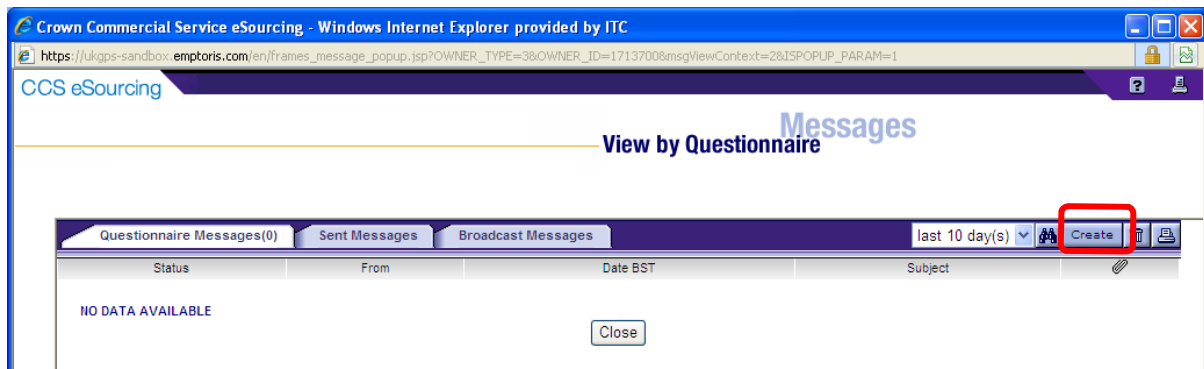 Crown Commercial Service eSourcing - Windows Internet Explorer provided by ITC
https://ukgps-sandbox.emptoris.com/en/frames_message_popup.jsp?OWNER_TYPE=3&OWNER_ID=1713700&msgViewContext=2&ISPOPUP_PARAM=1
CCS eSourcing
Messages
View by Questionnaire
Questionnaire Messages(0) Sent Messages Broadcast Messages last 10 day(s) Create
Status From Date BST Subject
NO DATA AVAILABLE
Close